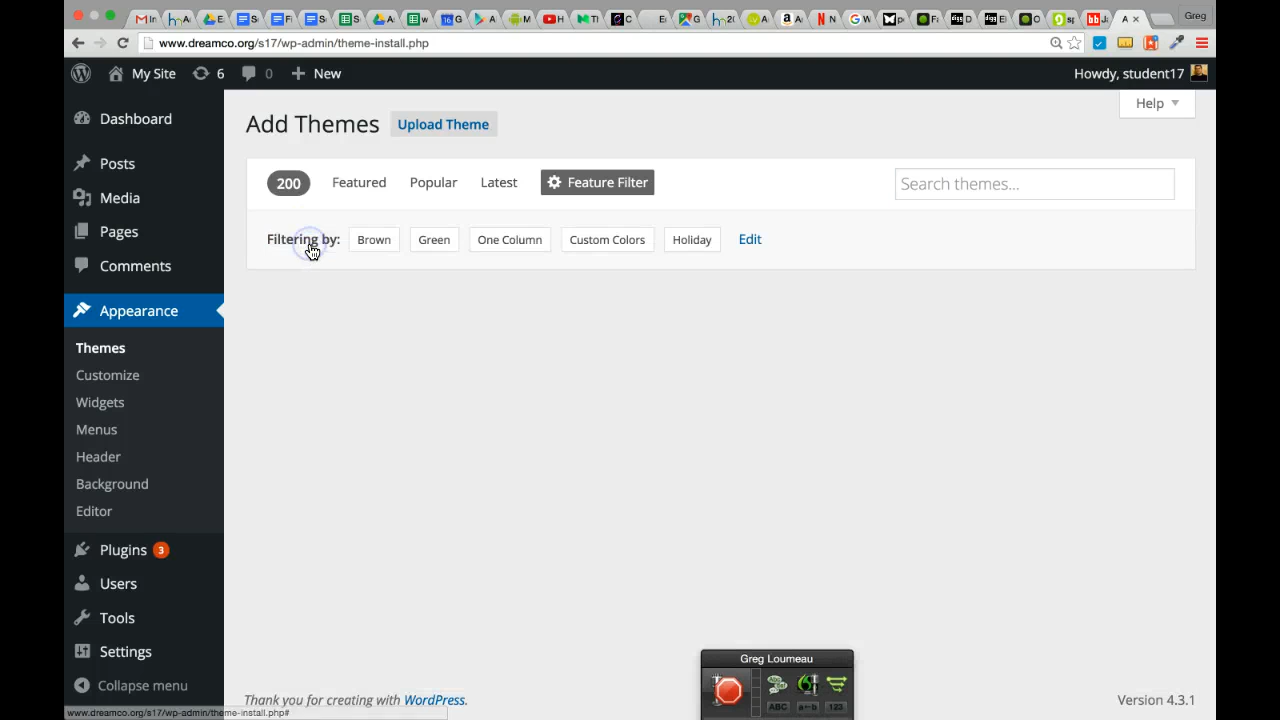 Greg
www.dreamco.org/s17/wp-admin/theme-install.php
My Site 6 0 New Howdy, student17
Help
Dashboard
Posts
Media
Pages
Comments
Appearance
Themes
Customize
Widgets
Menus
Header
Background
Editor
Plugins 3
Users
Tools
Settings
Collapse menu
Add Themes Upload Theme
200 Featured Popular Latest Feature Filter Search themes...
Filtering by: Brown Green One Column Custom Colors Holiday Edit
Greg Loumeau
ABC a←b 123
Thank you for creating with WordPress. Version 4.3.1
www.dreamco.org/s17/wp-admin/theme-install.php#